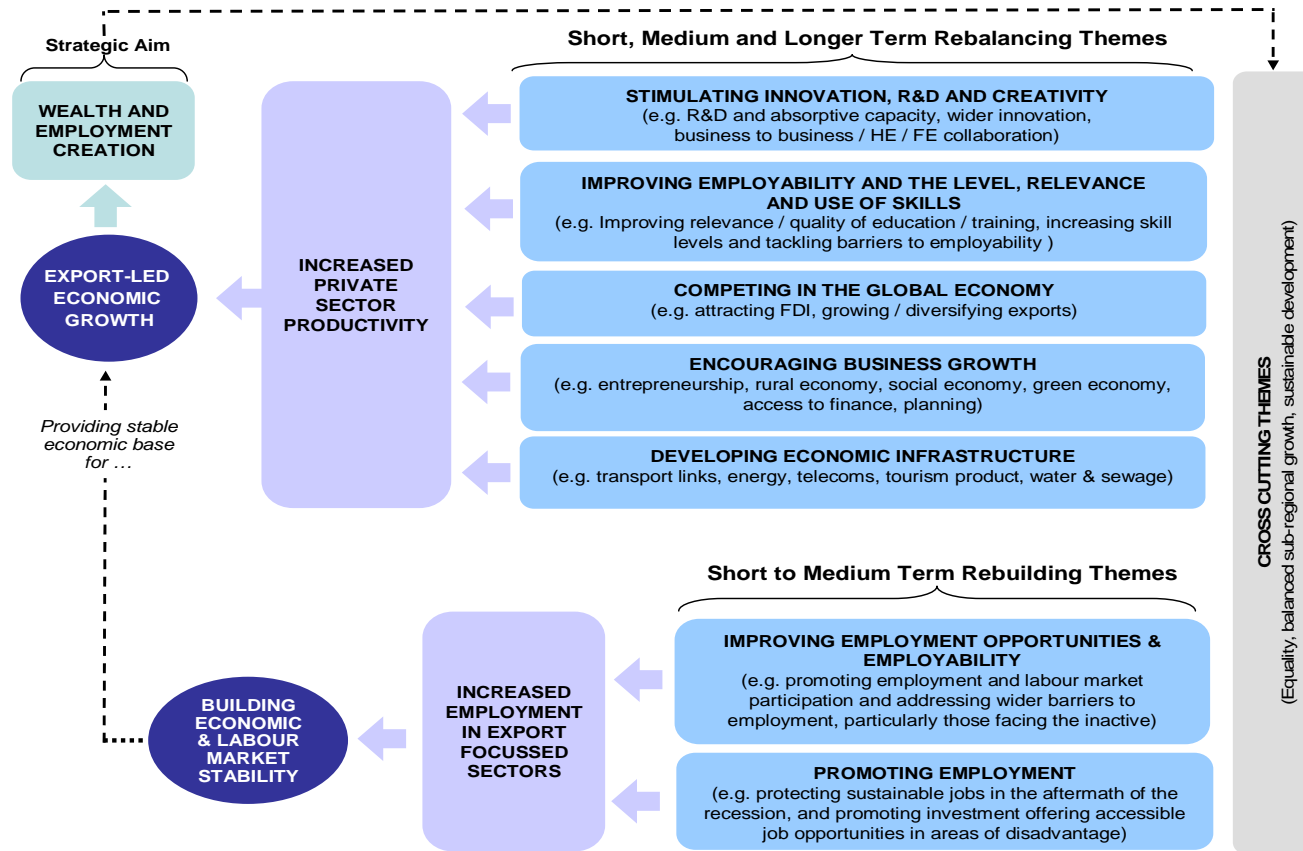 Strategic Aim
WEALTH AND
EMPLOYMENT
CREATION
EXPORT-LED
ECONOMIC
GROWTH
Providing stable
economic base
for …
INCREASED
PRIVATE
SECTOR
PRODUCTIVITY
Short, Medium and Longer Term Rebalancing Themes
STIMULATING INNOVATION, R&D AND CREATIVITY
(e.g. R&D and absorptive capacity, wider innovation,
business to business / HE / FE collaboration)
IMPROVING EMPLOYABILITY AND THE LEVEL, RELEVANCE
AND USE OF SKILLS
(e.g. Improving relevance / quality of education / training, increasing skill
levels and tackling barriers to employability )
COMPETING IN THE GLOBAL ECONOMY
(e.g. attracting FDI, growing / diversifying exports)
ENCOURAGING BUSINESS GROWTH
(e.g. entrepreneurship, rural economy, social economy, green economy,
access to finance, planning)
DEVELOPING ECONOMIC INFRASTRUCTURE
(e.g. transport links, energy, telecoms, tourism product, water & sewage)
BUILDING
ECONOMIC
& LABOUR
MARKET
STABILITY
INCREASED
EMPLOYMENT
IN EXPORT
FOCUSSED
SECTORS
Short to Medium Term Rebuilding Themes
IMPROVING EMPLOYMENT OPPORTUNITIES &
EMPLOYABILITY
(e.g. promoting employment and labour market
participation and addressing wider barriers to
employment, particularly those facing the inactive)
PROMOTING EMPLOYMENT
(e.g. protecting sustainable jobs in the aftermath of the
recession, and promoting investment offering accessible
job opportunities in areas of disadvantage)
CROSS CUTTING THEMES
(Equality, balanced sub-regional growth, sustainable development)